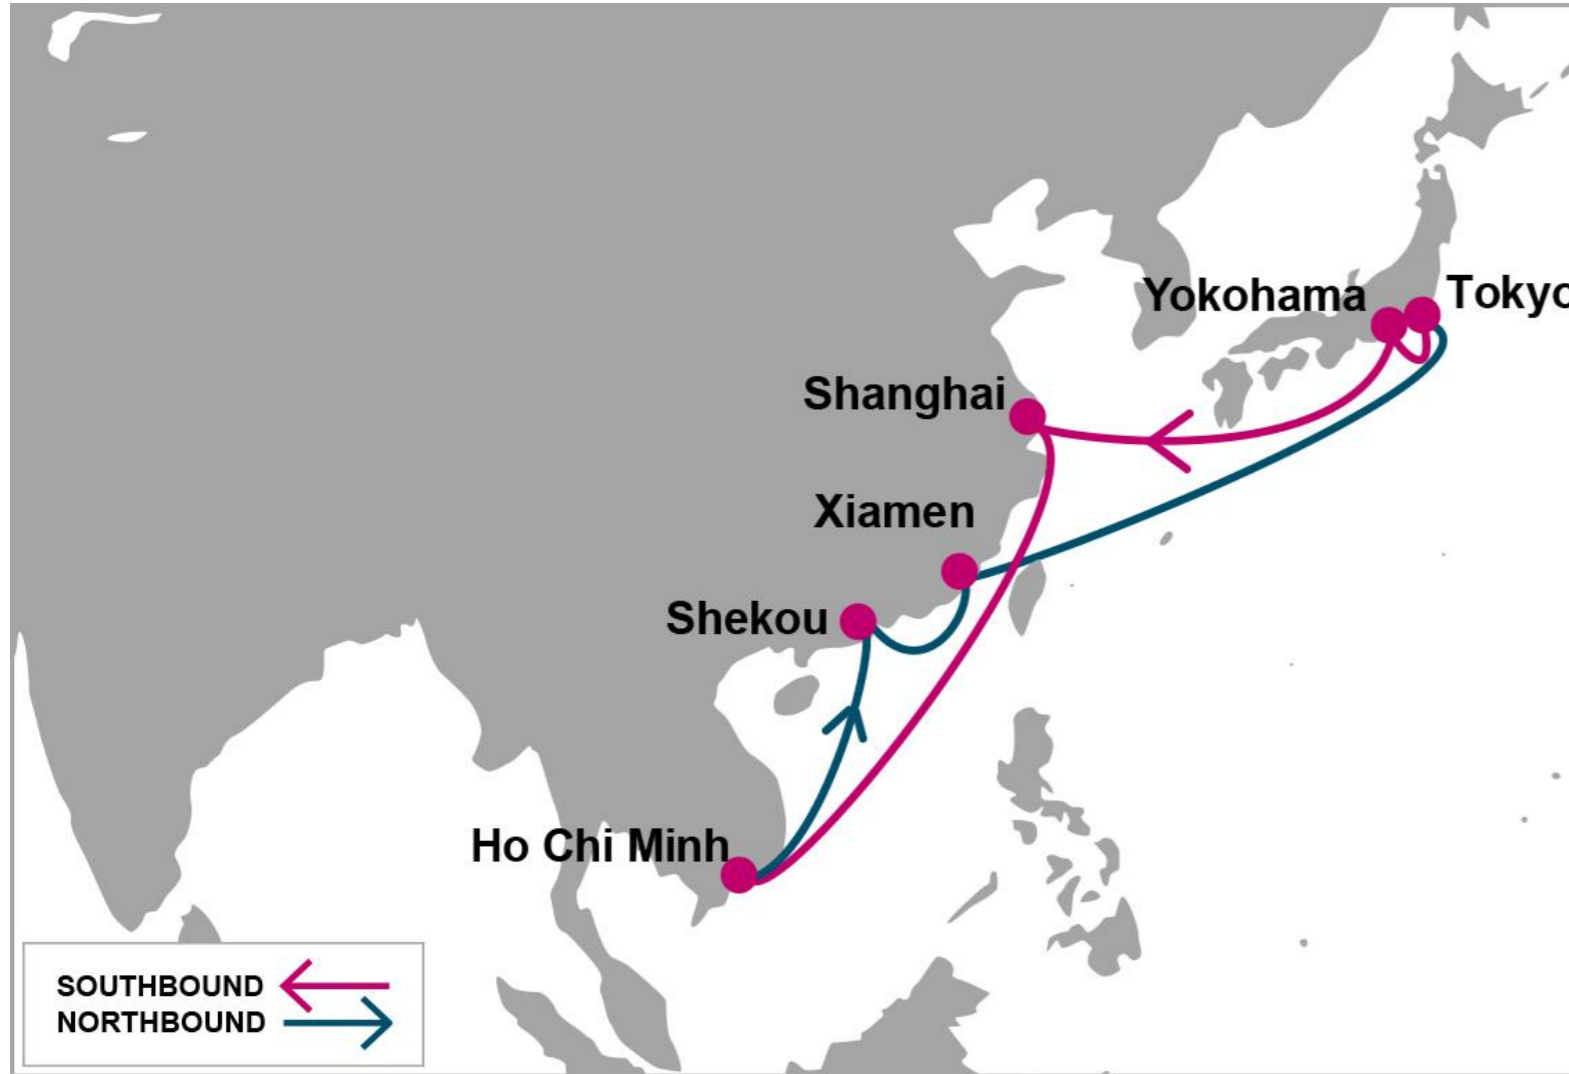 Yokohama
Tokyo
Shanghai
Xiamen
Shekou
Ho Chi Minh
SOUTHBOUND
NORTHBOUND